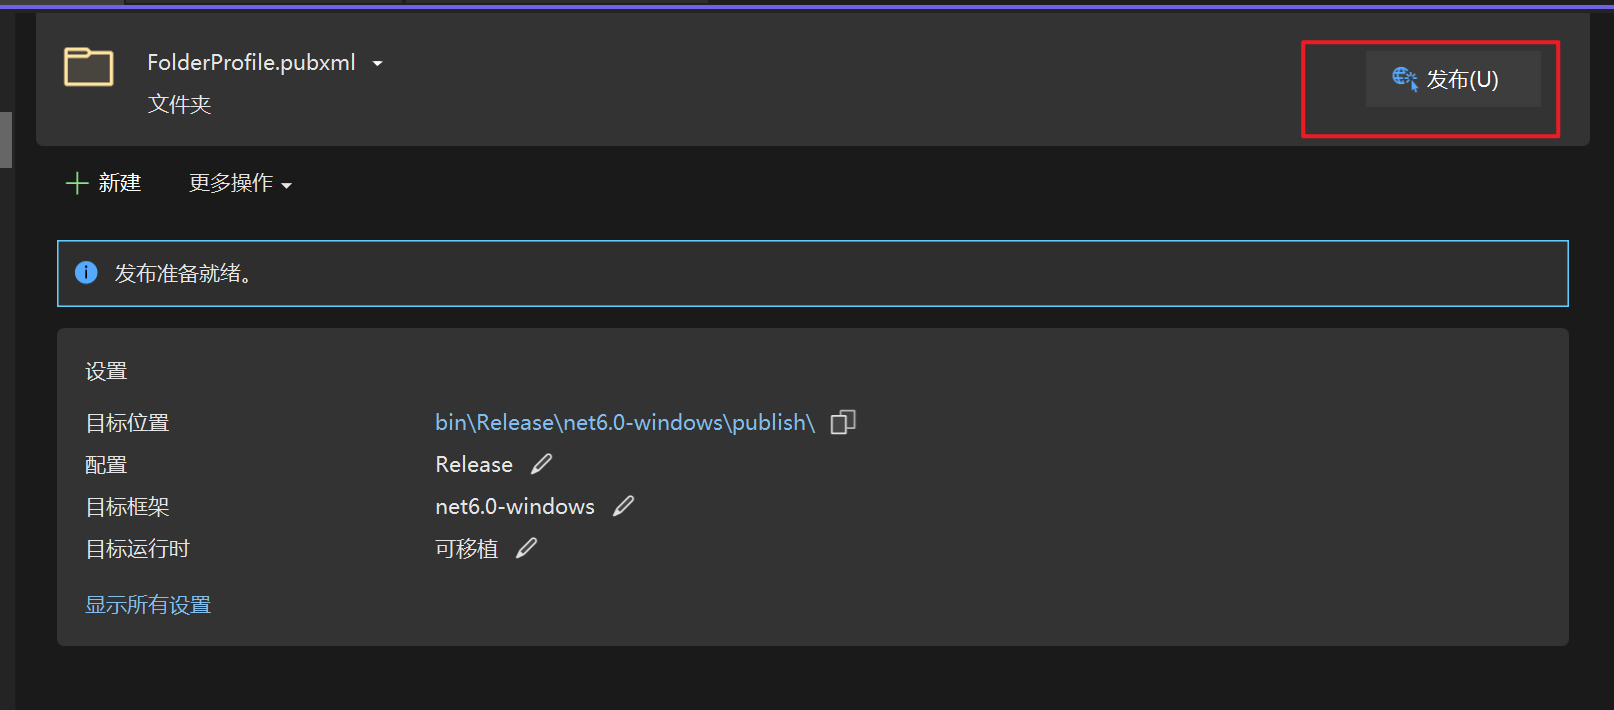 FolderProfile.pubxml
文件夹
发布(U)
新建 更多操作
发布准备就绪。
设置
目标位置 bin\Release\net6.0-windows\publish\
配置 Release
目标框架 net6.0-windows
目标运行时 可移植
显示所有设置